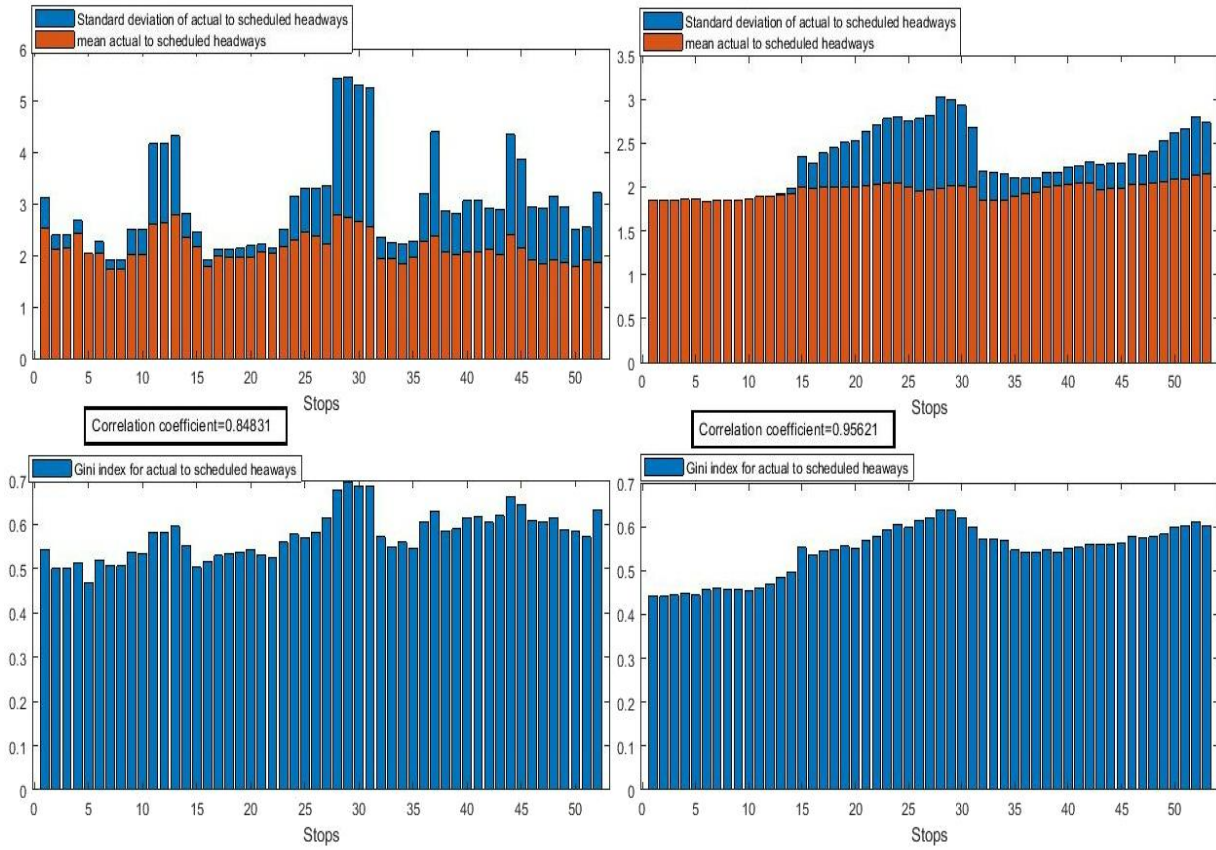 Standard deviation of actual to scheduled headways
mean actual to scheduled headways
6
5
4
3
2
1
0
0 5 10 15 20 25 30 35 40 45 50
Stops
Standard deviation of actual to scheduled headways
mean actual to scheduled headways
3.5
3
2.5
2
1.5
1
0.5
0
0 5 10 15 20 25 30 35 40 45 50
Stops
Correlation coefficient=0.84831
Correlation coefficient=0.95621
Gini index for actual to scheduled heaways
0.7
0.6
0.5
0.4
0.3
0.2
0.1
0
0 5 10 15 20 25 30 35 40 45 50
Stops
Gini index for actual to scheduled heaways
0.7
0.6
0.5
0.4
0.3
0.2
0.1
0
0 5 10 15 20 25 30 35 40 45 50
Stops